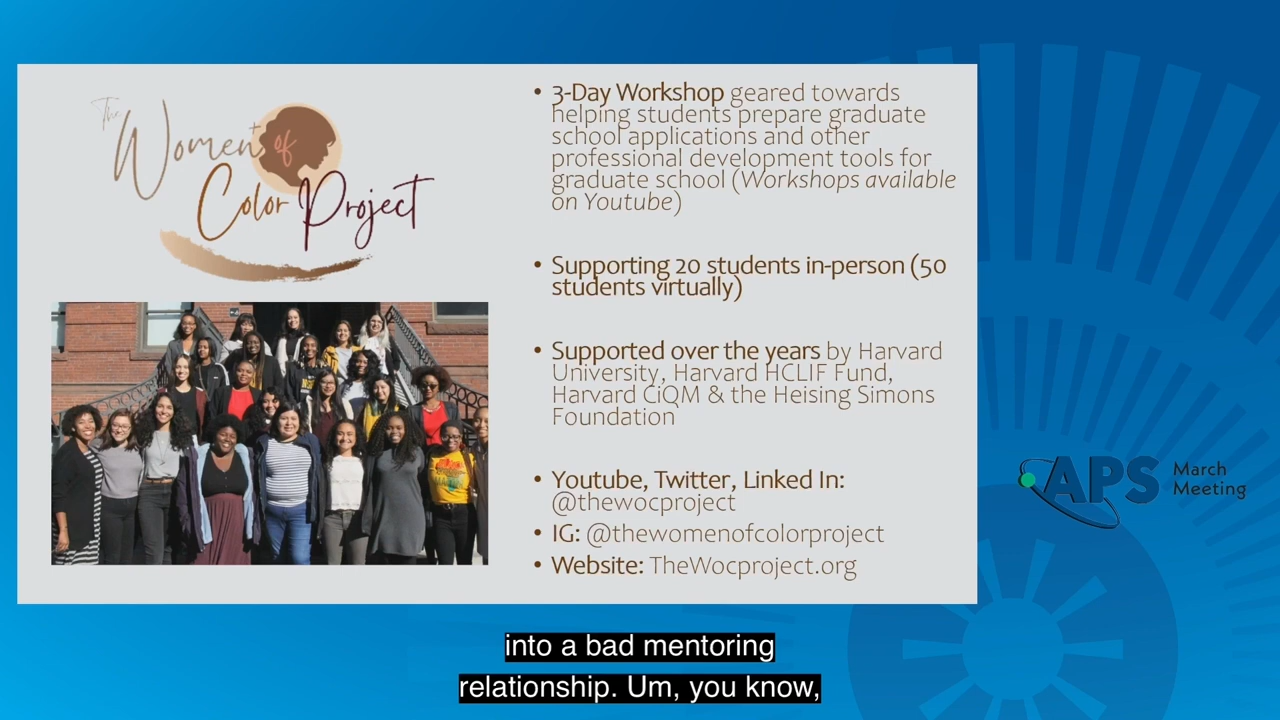 The
Women of
Color Project
• 3-Day Workshop geared towards
helping students prepare graduate
school applications and other
professional development tools for
graduate school (Workshops available
on Youtube)
• Supporting 20 students in-person (50
students virtually)
• Supported over the years by Harvard
University, Harvard HCLIF Fund,
Harvard CiQM & the Heising Simons
Foundation
• Youtube, Twitter, Linked In:
@thewocproject
• IG: @thewomenofcolorproject
• Website: TheWocproject.org
APS March
Meeting
into a bad mentoring
relationship. Um, you know,